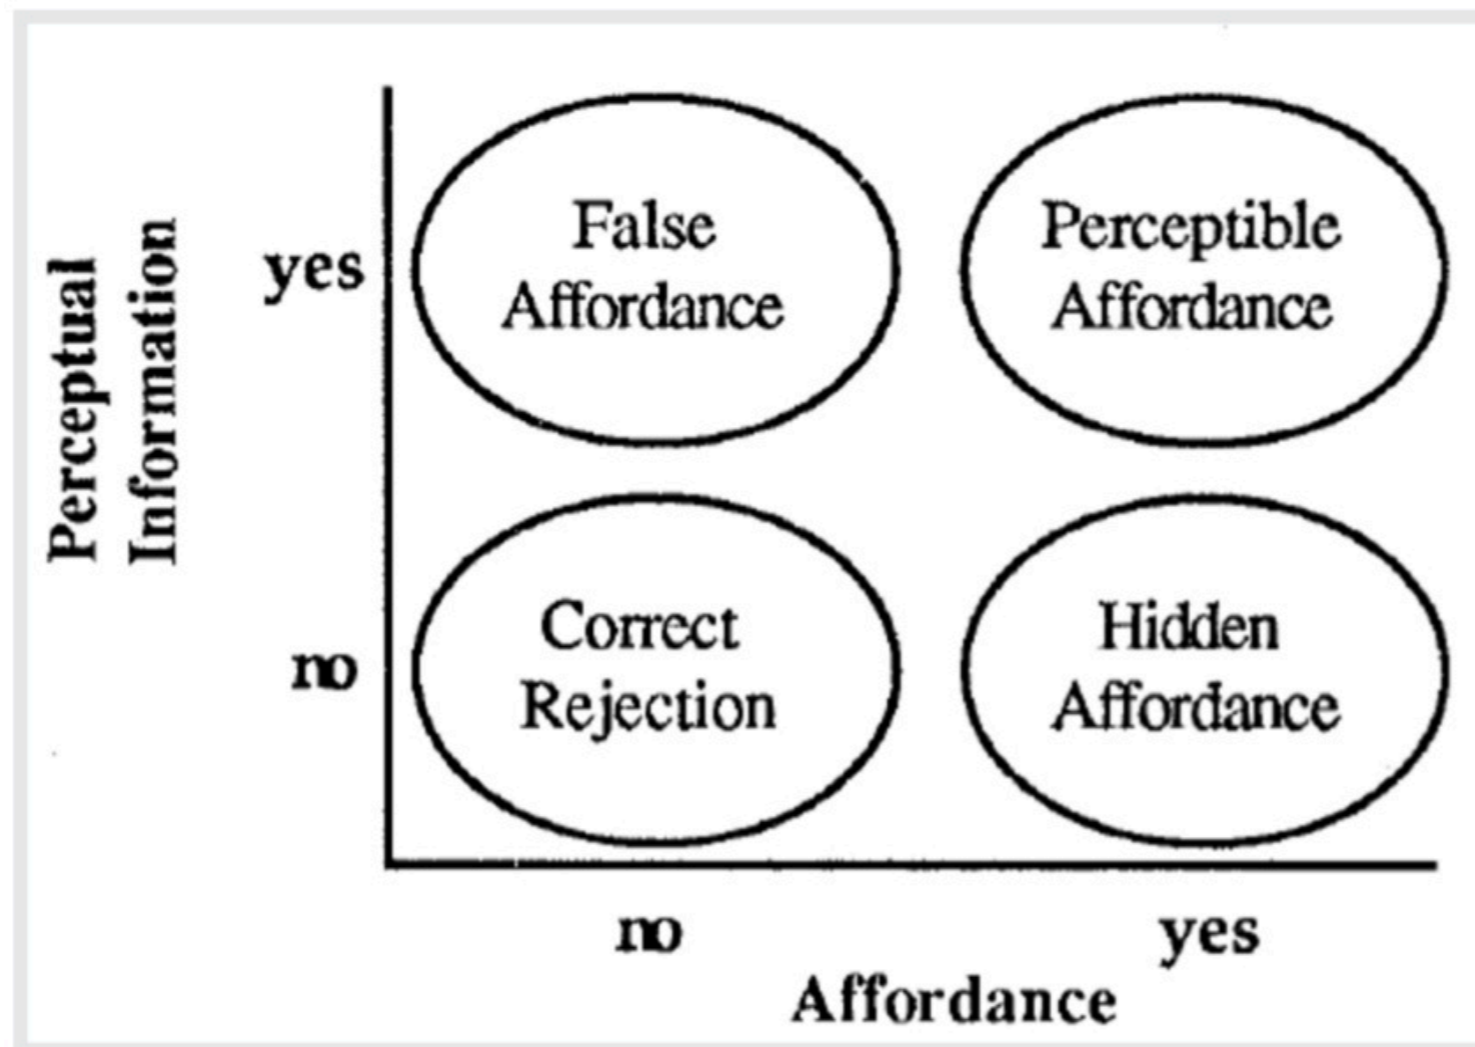 Perceptual
Information
yes
False
Affordance
Perceptible
Affordance
no
Correct
Rejection
Hidden
Affordance
no
yes
Affordance